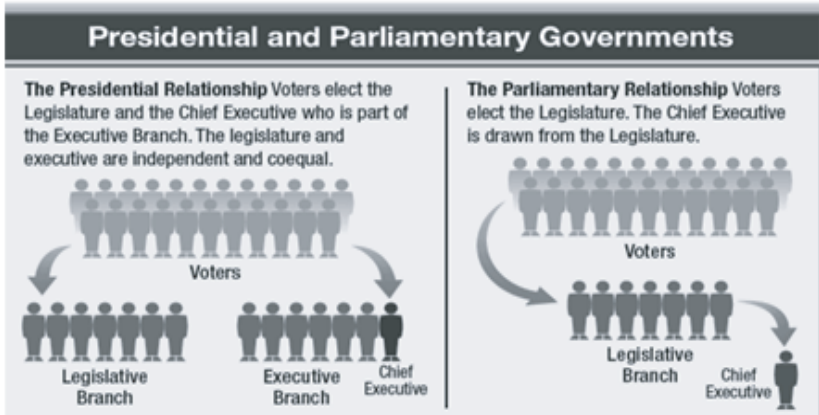 Presidential and Parliamentary Governments
The Presidential Relationship Voters elect the
Legislature and the Chief Executive who is part of
the Executive Branch. The legislature and
executive are independent and coequal.
Voters
Legislative
Branch
Executive
Branch
Chief
Executive
The Parliamentary Relationship Voters
elect the Legislature. The Chief Executive
is drawn from the Legislature.
Voters
Legislative
Branch
Chief
Executive